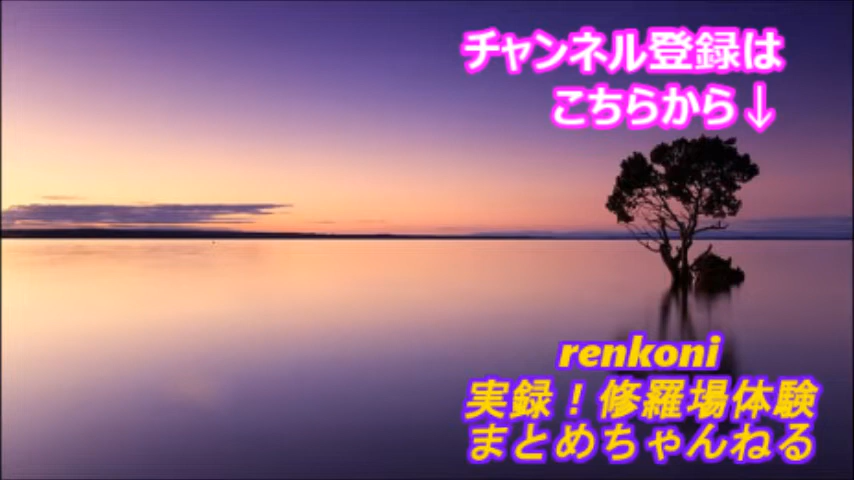 チャンネル登録は
こちらから↓
renkoni
実録！修羅場体験
まとめちゃんねる